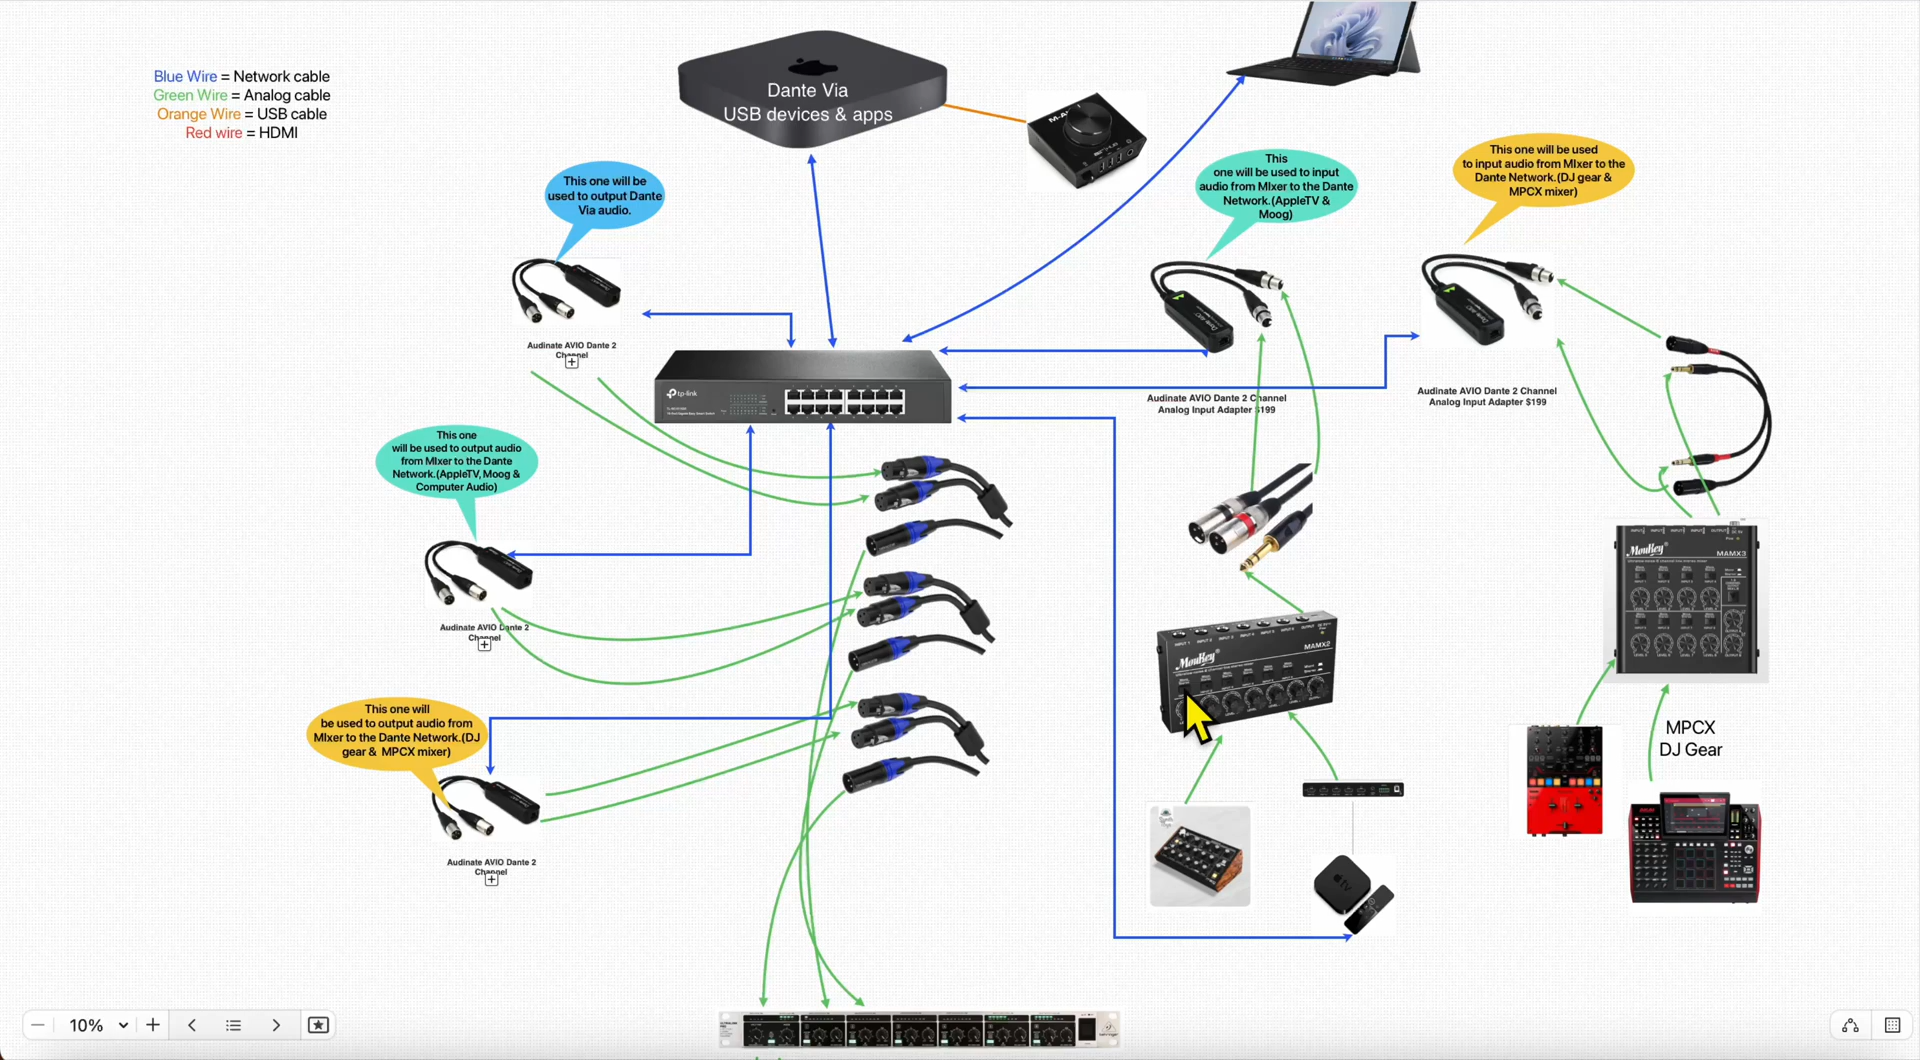 Blue Wire = Network cable
Green Wire = Analog cable
Orange Wire = USB cable
Red wire = HDMI
Dante Via
USB devices & apps
This one will be
used to output Dante
Via audio.
This
one will be used to input
audio from MIxer to the Dante
Network.(AppleTV &
Moog)
This one will be used
to input audio from MIxer to the
Dante Network.(DJ gear &
MPCX mixer)
Audinate AVIO Dante 2
Channel
tp-link
Audinate AVIO Dante 2 Channel
Analog Input Adapter $199
Audinate AVIO Dante 2 Channel
Analog Input Adapter $199
This one
will be used to output audio
from MIxer to the Dante
Network.(AppleTV, Moog &
Computer Audio)
Audinate AVIO Dante 2
Channel
MouKey
MAMX2
MouKey
MAMX3
This one will
be used to output audio from
MIxer to the Dante Network.(DJ
gear & MPCX mixer)
Audinate AVIO Dante 2
Channel
MPCX
DJ Gear
tv
10%